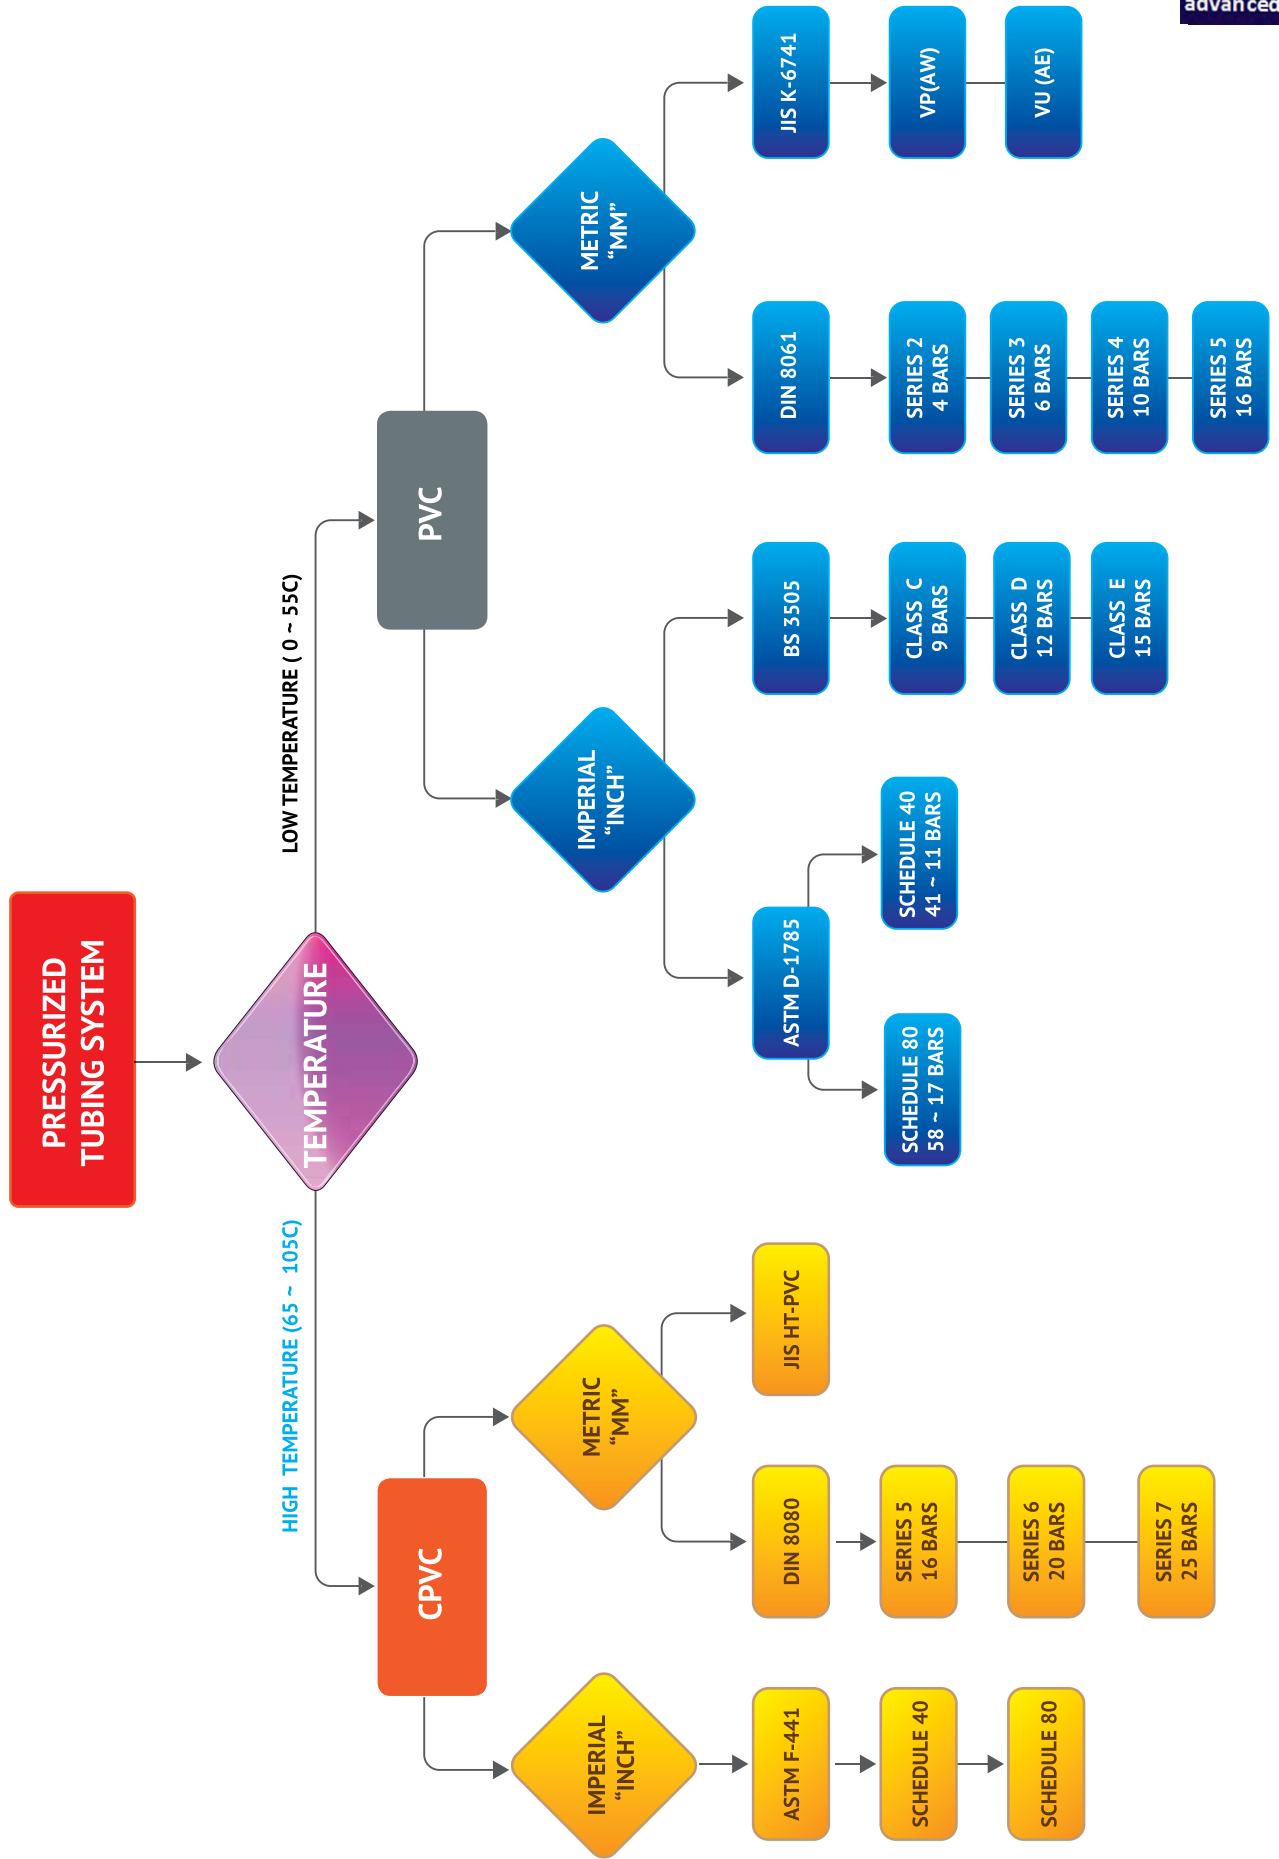 advanced
PRESSURIZED
TUBING SYSTEM
TEMPERATURE
HIGH TEMPERATURE (65 ~ 105C)
LOW TEMPERATURE ( 0 ~ 55C)
CPVC
PVC
IMPERIAL
“INCH”
METRIC
“MM”
IMPERIAL
“INCH”
METRIC
“MM”
ASTM F-441
DIN 8080
JIS HT-PVC
ASTM D-1785
BS 3505
DIN 8061
JIS K-6741
SCHEDULE 40
SCHEDULE 80
SERIES 5
16 BARS
SERIES 6
20 BARS
SERIES 7
25 BARS
SCHEDULE 80
58 ~ 17 BARS
SCHEDULE 40
41 ~ 11 BARS
CLASS C
9 BARS
CLASS D
12 BARS
CLASS E
15 BARS
SERIES 2
4 BARS
SERIES 3
6 BARS
SERIES 4
10 BARS
SERIES 5
16 BARS
VP(AW)
VU (AE)